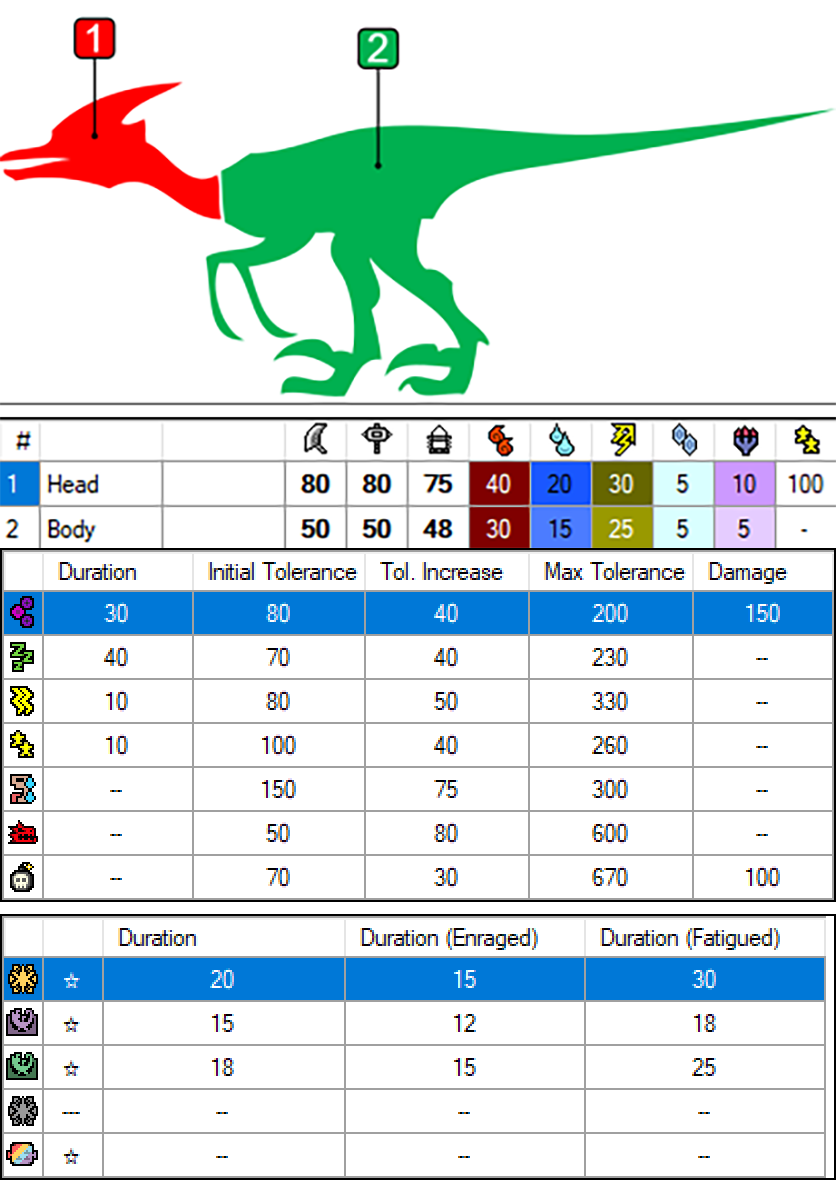 1
2
#
1 Head 80 80 75 40 20 30 5 10 100
2 Body 50 50 48 30 15 25 5 5 -
Duration Initial Tolerance Tol. Increase Max Tolerance Damage
30 80 40 200 150
40 70 40 230 --
10 80 50 330 --
10 100 40 260 --
-- 150 75 300 --
-- 50 80 600 --
-- 70 30 670 100
Duration Duration (Enraged) Duration (Fatigued)
☆ 20 15 30
☆ 15 12 18
☆ 18 15 25
--- -- -- --
☆ -- -- --